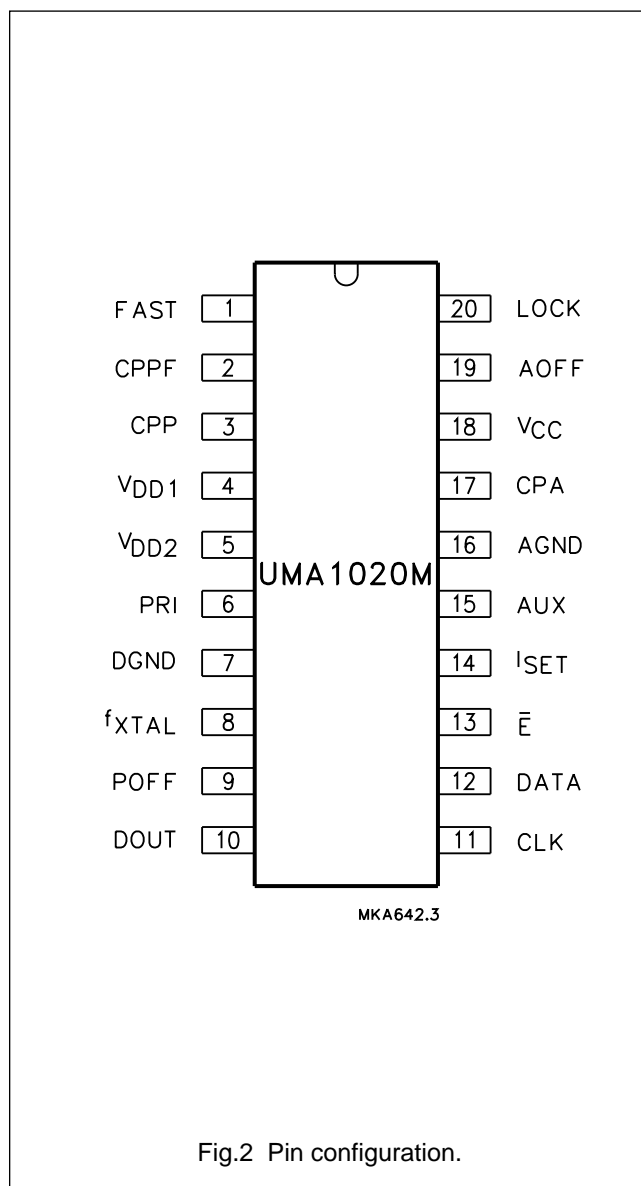 FAST 1 20 LOCK
CPPF 2 19 AOFF
CPP 3 18 VCC
VDD1 4 17 CPA
VDD2 5 16 AGND
UMA1020M
PRI 6 15 AUX
DGND 7 14 ISET
fXTAL 8 13 E̅
POFF 9 12 DATA
DOUT 10 11 CLK
MKA642.3
Fig.2 Pin configuration.